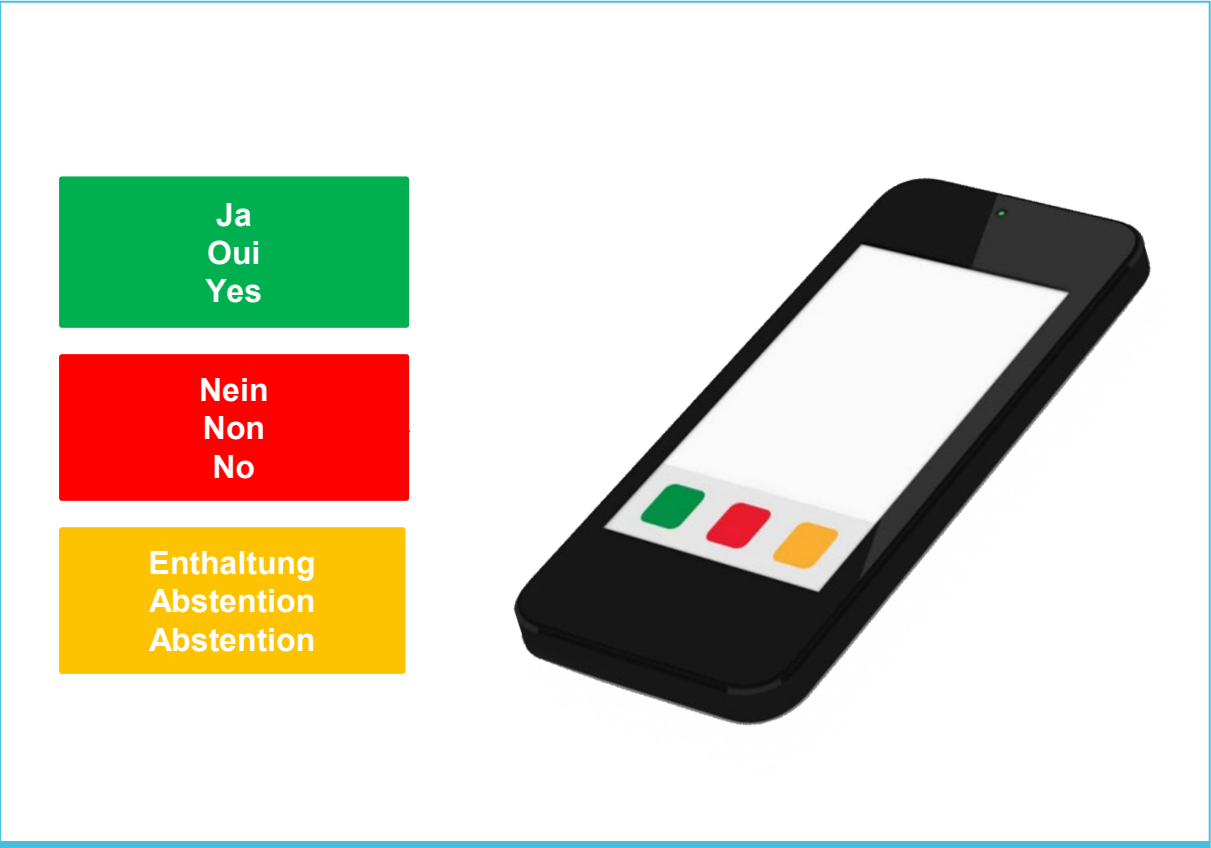 Ja
Oui
Yes
Nein
Non
No
Enthaltung
Abstention
Abstention